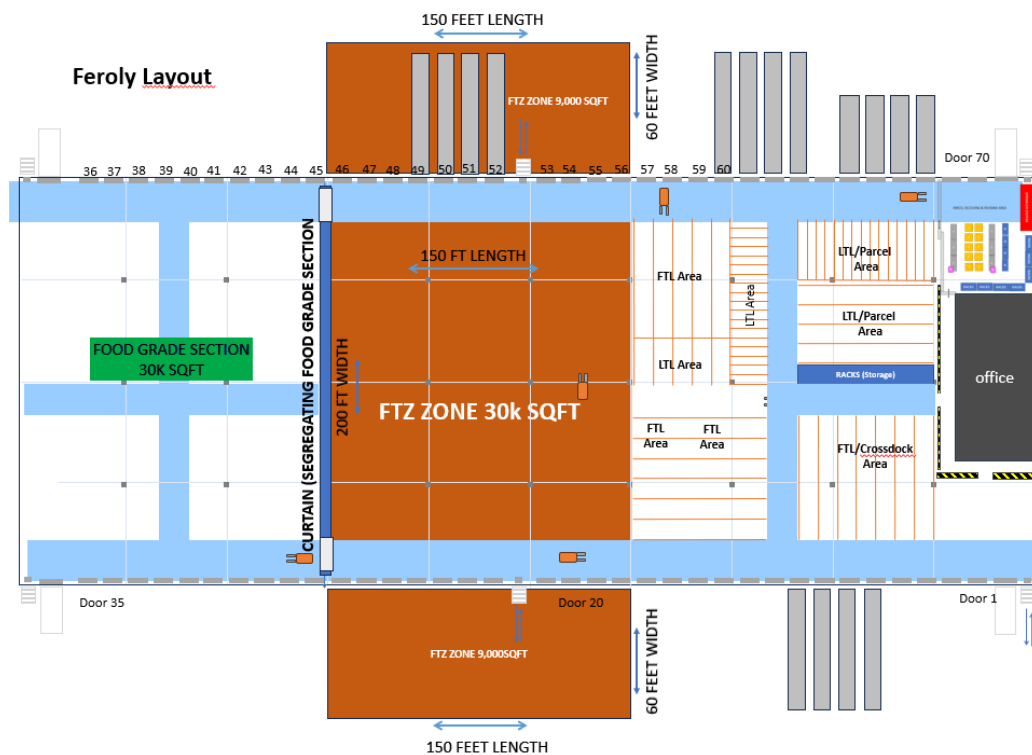 150 FEET LENGTH
Feroly Layout
FTZ ZONE 9,000 SQFT
60 FEET WIDTH
Door 70
36 37 38 39 40 41 42 43 44 45 46 47 48 49 50 51 52 53 54 55 56 57 58 59 60
CURTAIN (SEGREGATING FOOD GRADE SECTION)
150 FT LENGTH
FTL Area
LTL Area
LTL/Parcel
Area
LTL/Parcel
Area
FOOD GRADE SECTION
30K SQFT
200 FT WIDTH
FTZ ZONE 30k SQFT
LTL Area
RACKS (Storage)
office
FTL
Area
FTL
Area
FTL/Crossdock
Area
Door 35
Door 20
Door 1
FTZ ZONE 9,000SQFT
60 FEET WIDTH
150 FEET LENGTH